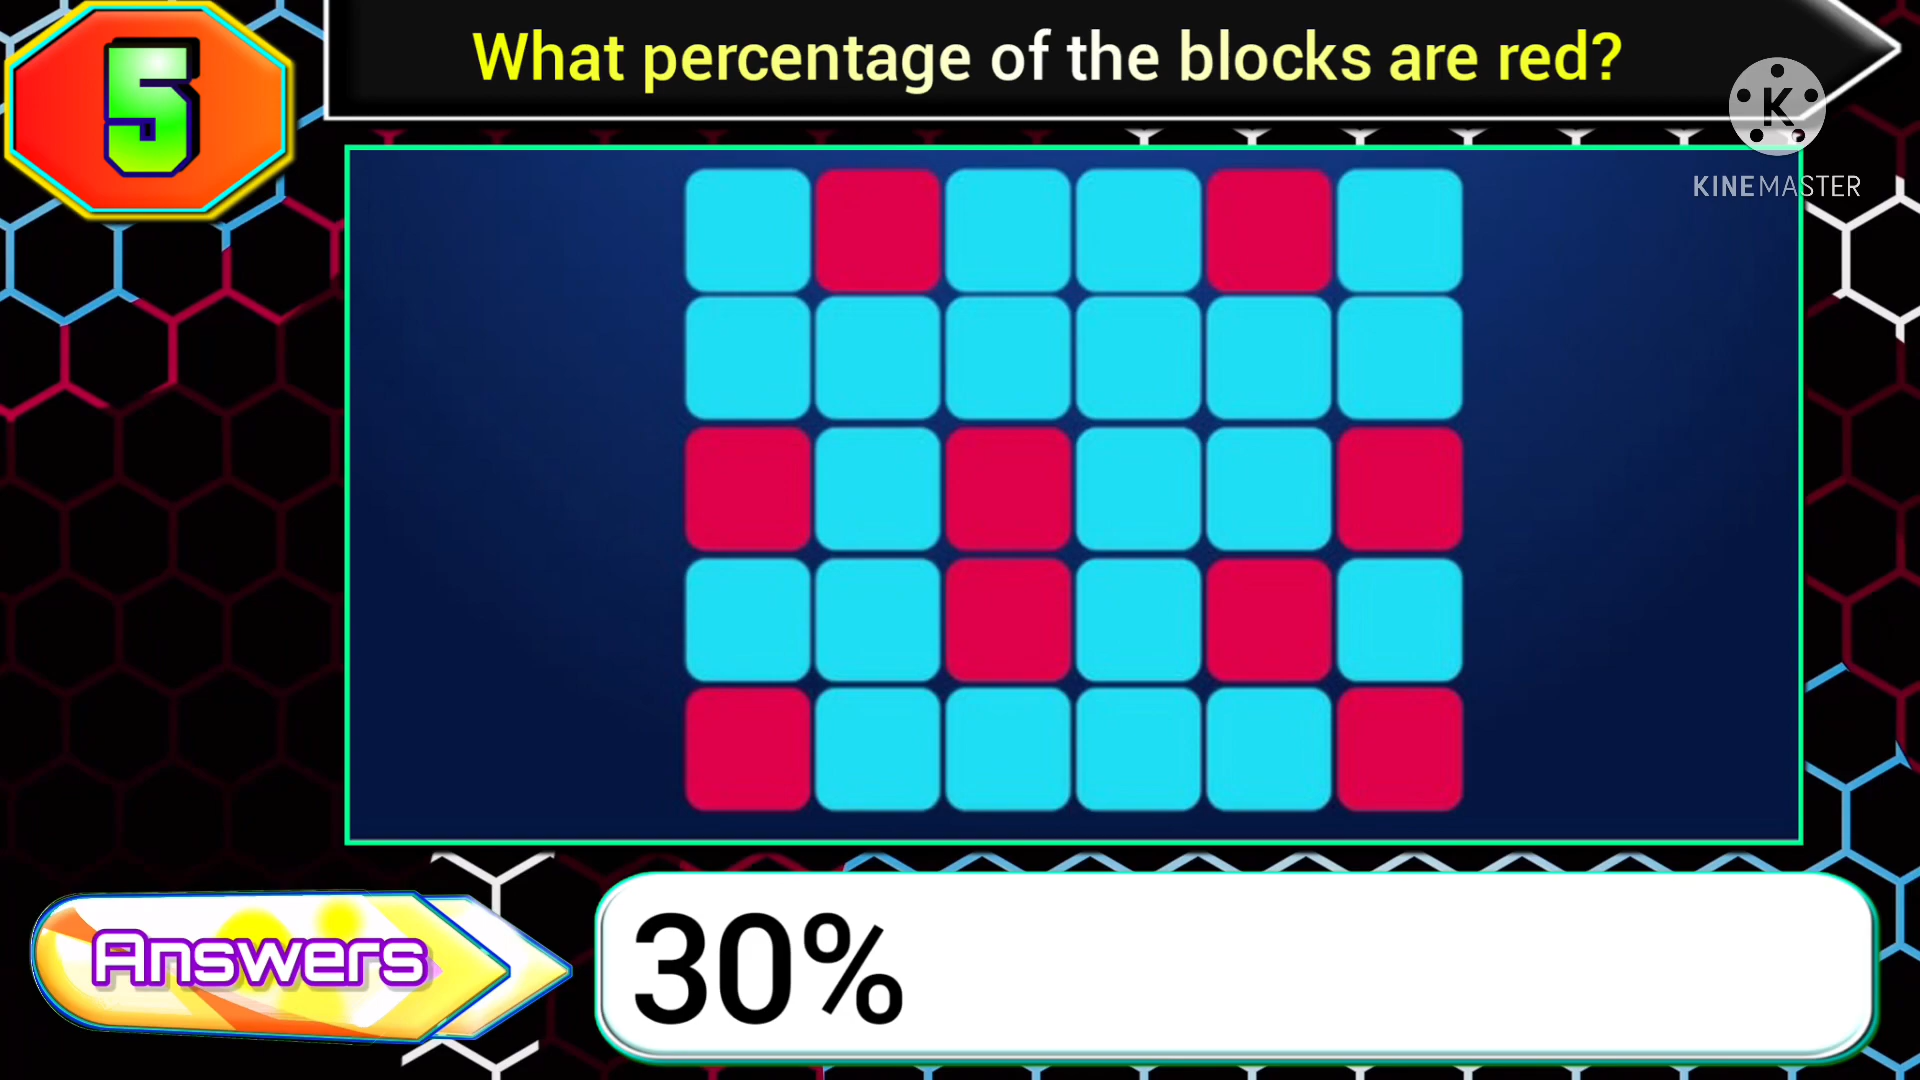 5
What percentage of the blocks are red?
K
KINEMASTER
Answers
30%